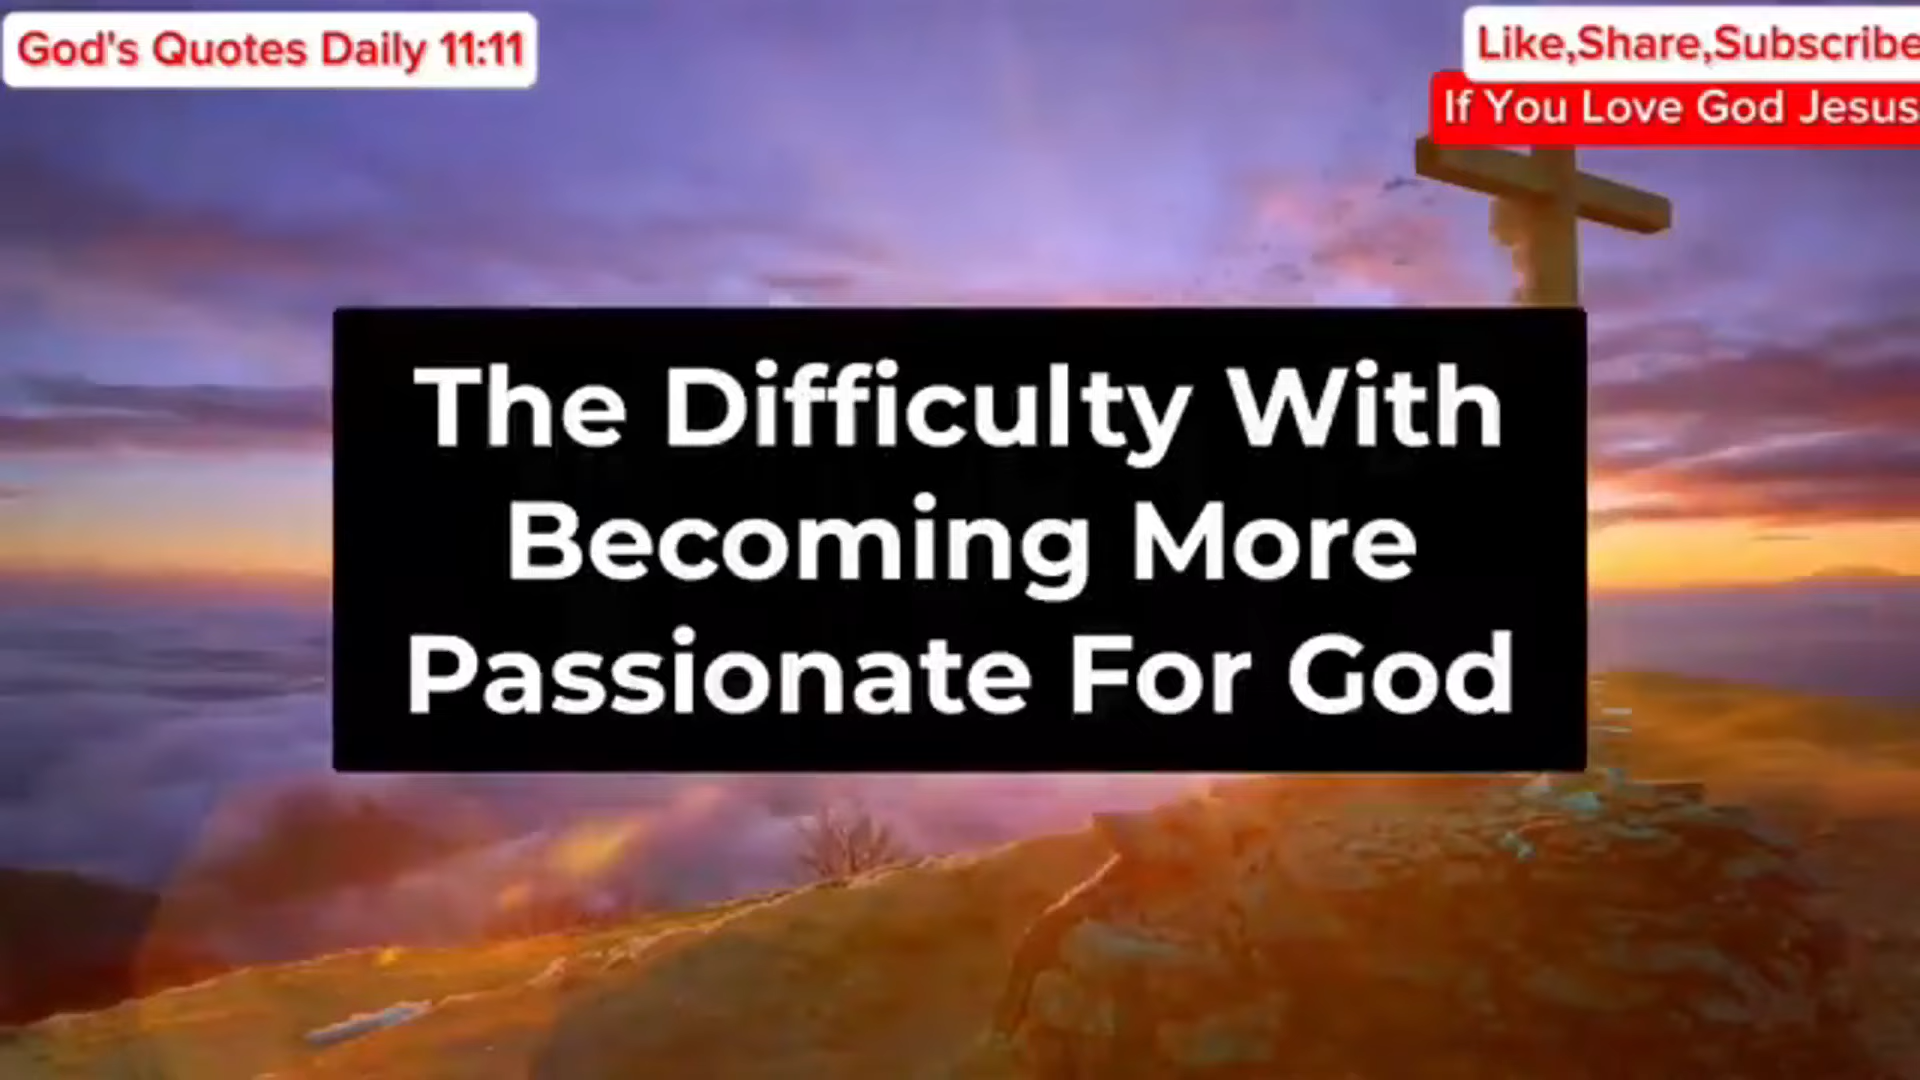 God's Quotes Daily 11:11
Like,Share,Subscribe
If You Love God Jesus
The Difficulty With
Becoming More
Passionate For God